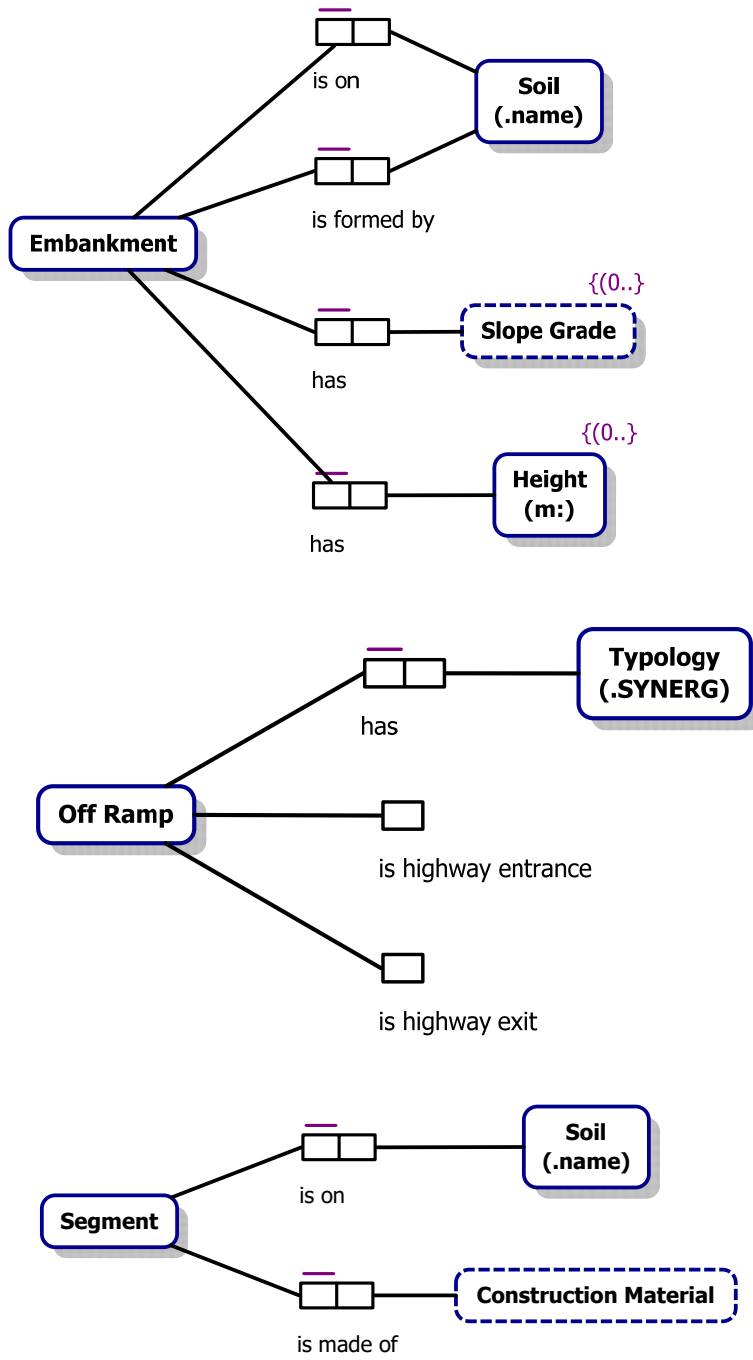 is on
Soil
(.name)
is formed by
Embankment
{(0..}
Slope Grade
has
{(0..}
Height
(m:)
has
Typology
(.SYNERG)
has
Off Ramp
is highway entrance
is highway exit
Soil
(.name)
is on
Segment
Construction Material
is made of